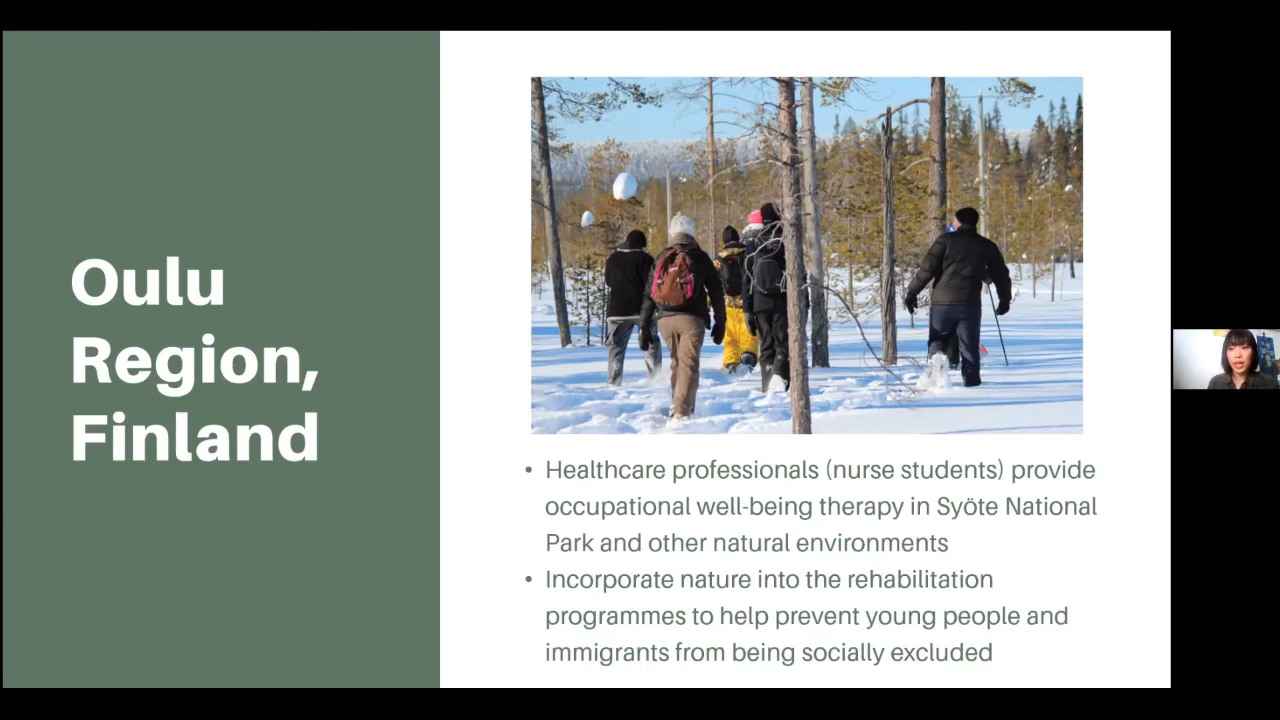 Oulu
Region,
Finland
• Healthcare professionals (nurse students) provide
occupational well-being therapy in Syöte National
Park and other natural environments
• Incorporate nature into the rehabilitation
programmes to help prevent young people and
immigrants from being socially excluded